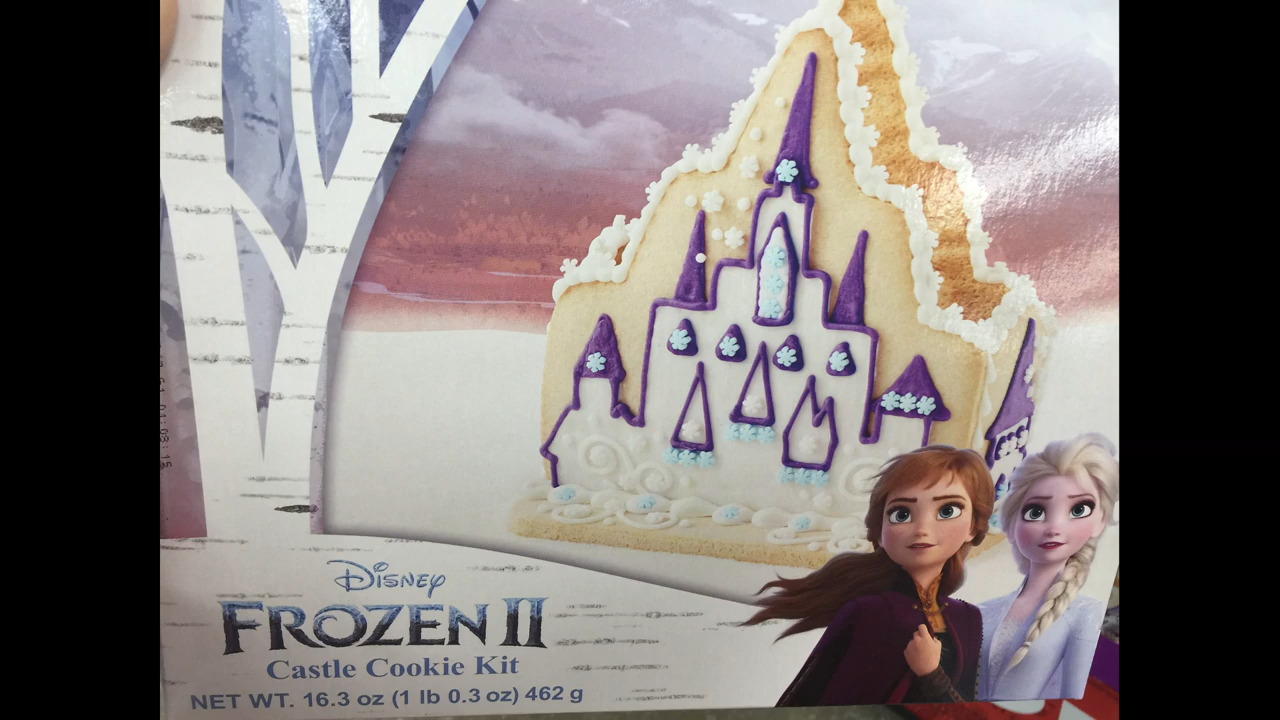 Disney
FROZEN II
Castle Cookie Kit
NET WT. 16.3 oz (1 lb 0.3 oz) 462 g